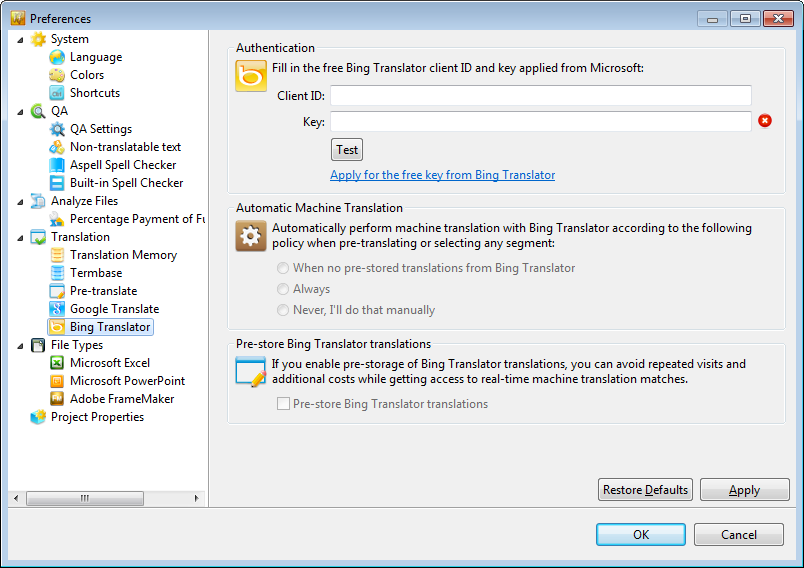 Preferences
System
Language
Colors
Shortcuts
QA
QA Settings
Non-translatable text
Aspell Spell Checker
Built-in Spell Checker
Analyze Files
Percentage Payment of Fu
Translation
Translation Memory
Termbase
Pre-translate
Google Translate
Bing Translator
File Types
Microsoft Excel
Microsoft PowerPoint
Adobe FrameMaker
Project Properties
Authentication
Fill in the free Bing Translator client ID and key applied from Microsoft:
Client ID:
Key:
Test
Apply for the free key from Bing Translator
Automatic Machine Translation
Automatically perform machine translation with Bing Translator according to the following
policy when pre-translating or selecting any segment:
When no pre-stored translations from Bing Translator
Always
Never, I'll do that manually
Pre-store Bing Translator translations
If you enable pre-storage of Bing Translator translations, you can avoid repeated visits and
additional costs while getting access to real-time machine translation matches.
Pre-store Bing Translator translations
Restore Defaults
Apply
OK
Cancel